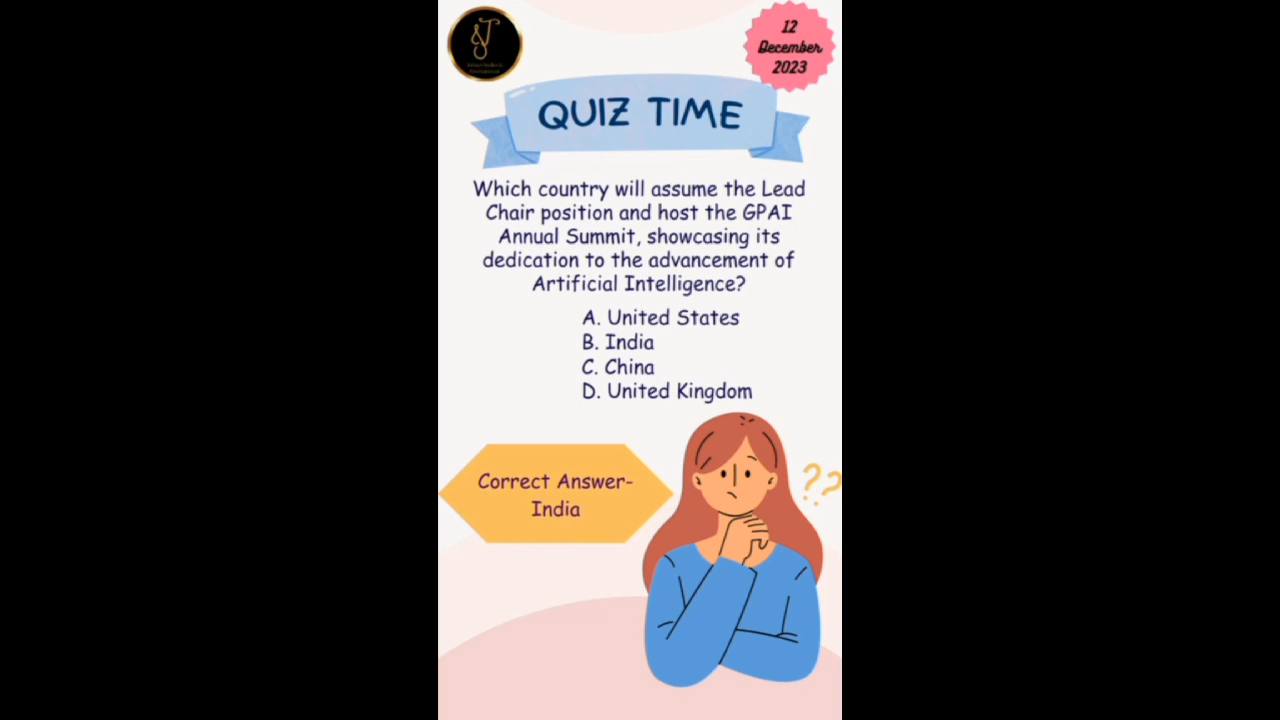 12
December
2023
QUIZ TIME
Which country will assume the Lead
Chair position and host the GPAI
Annual Summit, showcasing its
dedication to the advancement of
Artificial Intelligence?
A. United States
B. India
C. China
D. United Kingdom
Correct Answer-
India
??